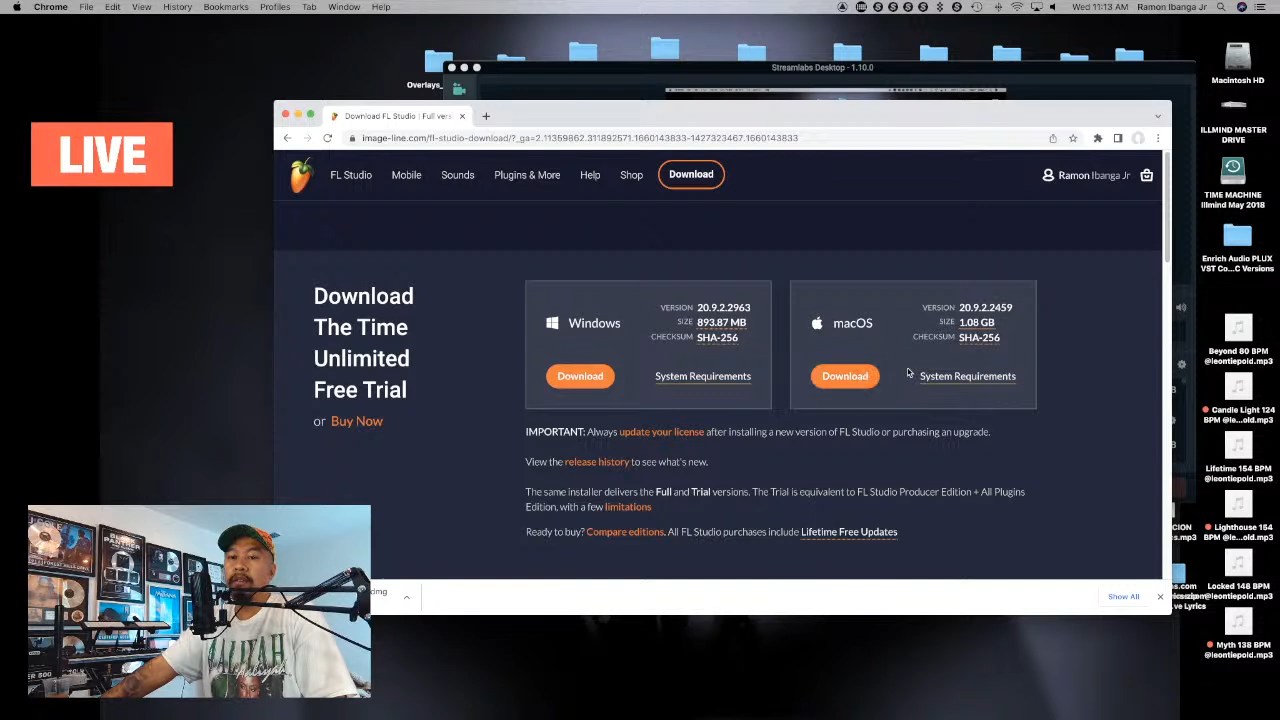 Chrome File Edit View History Bookmarks Profiles Tab Window Help
Wed 11:13 AM Ramon Ibanga Jr
Overlays_
Streamlabs Desktop - 1.10.0
Macintosh HD
ILLMIND MASTER
DRIVE
TIME MACHINE
Illmind May 2018
Enrich Audio PLUX
VST Co...C Versions
Beyond 80 BPM
@leontiepold.mp3
Candle Light 124
BPM @le...old.mp3
Lifetime 154 BPM
@leontiepold.mp3
Lighthouse 154
BPM @le...old.mp3
Locked 148 BPM
@leontiepold.mp3
Myth 138 BPM
@leontiepold.mp3
LIVE
Download FL Studio | Full vers
image-line.com/fl-studio-download/?_ga=2.11359862.311892571.1660143833-1427323467.1660143833
FL Studio Mobile Sounds Plugins & More Help Shop Download
Ramon Ibanga Jr
Download
The Time
Unlimited
Free Trial
or Buy Now
Windows
VERSION 20.9.2.2963
SIZE 893.87 MB
CHECKSUM SHA-256
Download System Requirements
macOS
VERSION 20.9.2.2459
SIZE 1.08 GB
CHECKSUM SHA-256
Download System Requirements
IMPORTANT: Always update your license after installing a new version of FL Studio or purchasing an upgrade.
View the release history to see what's new.
The same installer delivers the Full and Trial versions. The Trial is equivalent to FL Studio Producer Edition + All Plugins
Edition, with a few limitations
Ready to buy? Compare editions. All FL Studio purchases include Lifetime Free Updates
dmg
Show All